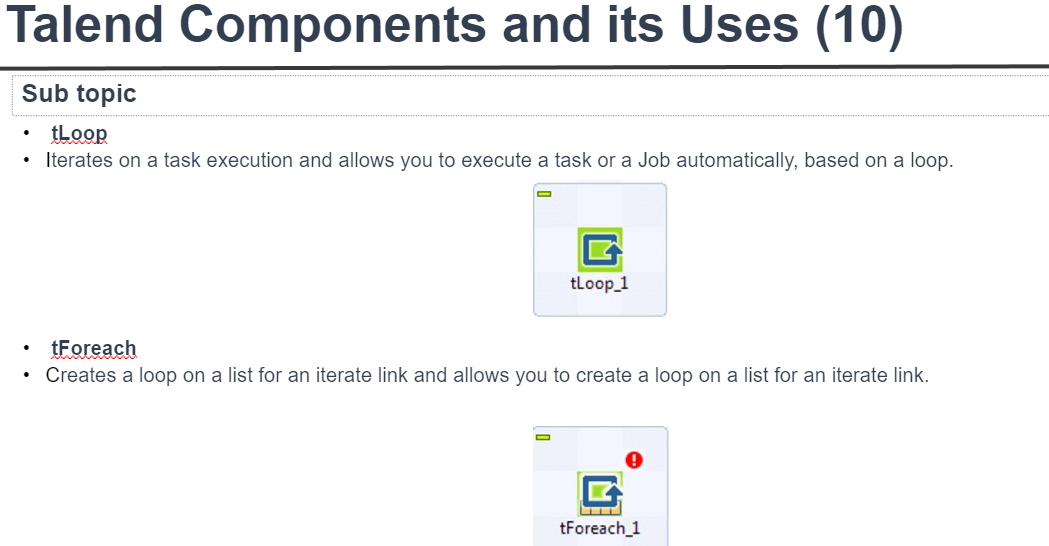 Talend Components and its Uses (10)
Sub topic
• tLoop
• Iterates on a task execution and allows you to execute a task or a Job automatically, based on a loop.
tLoop_1
• tForeach
• Creates a loop on a list for an iterate link and allows you to create a loop on a list for an iterate link.
tForeach_1